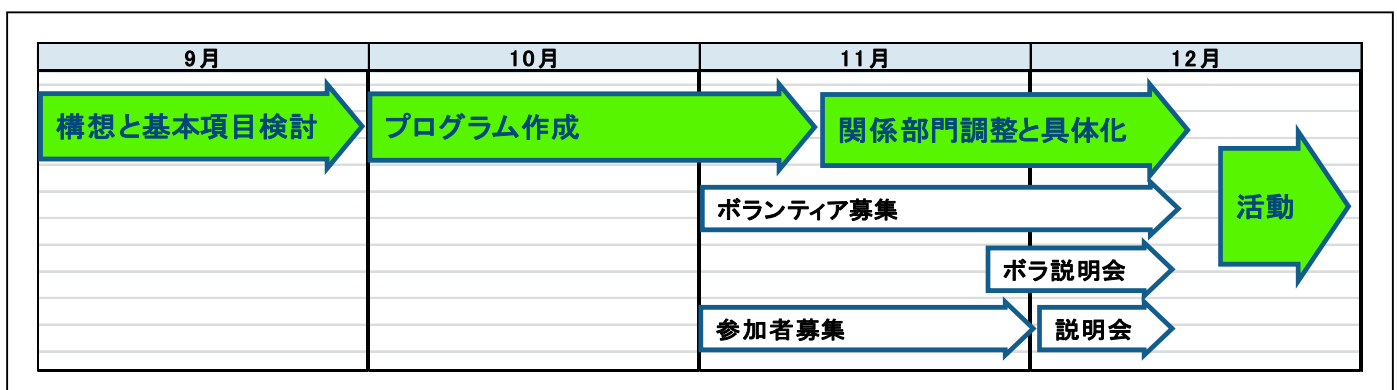 9月 10月 11月 12月
構想と基本項目検討 プログラム作成 関係部門調整と具体化
ボランティア募集 活動
ボラ説明会
参加者募集 説明会